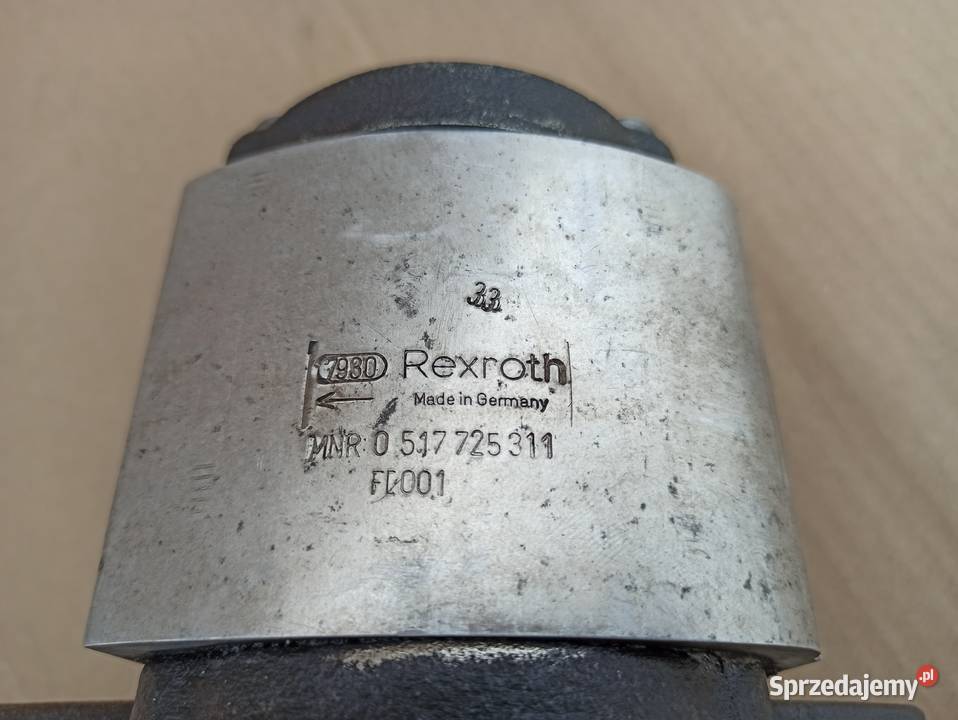 33
7930 Rexroth
Made in Germany
MNR: 0 517 725 311
FD001
Sprzedajemy.pl